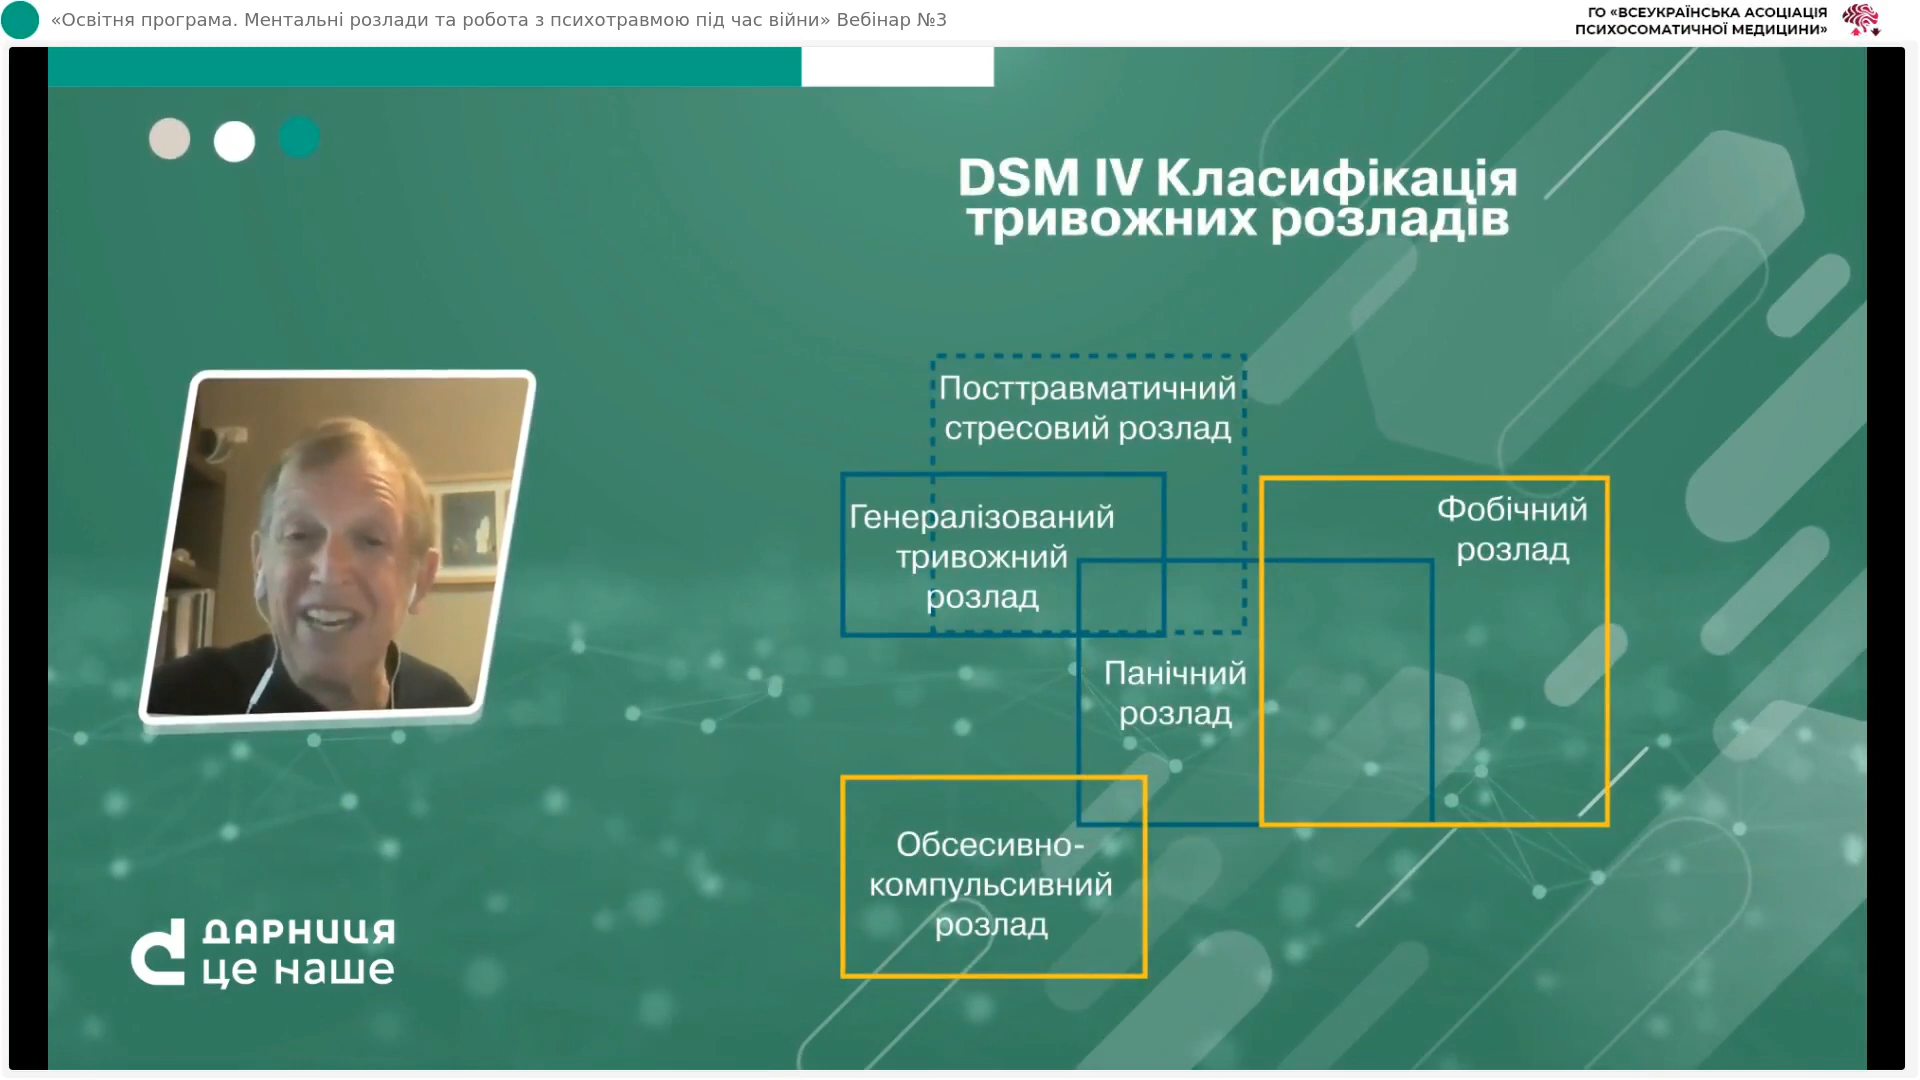 «Освітня програма. Ментальні розлади та робота з психотравмою під час війни» Вебінар №3
ГО «ВСЕУКРАЇНСЬКА АСОЦІАЦІЯ
ПСИХОСОМАТИЧНОЇ МЕДИЦИНИ»
DSM IV Класифікація
тривожних розладів
Посттравматичний
стресовий розлад
Генералізований
тривожний
розлад
Фобічний
розлад
Панічний
розлад
Обсесивно-
компульсивний
розлад
ДАРНИЦЯ
це наше